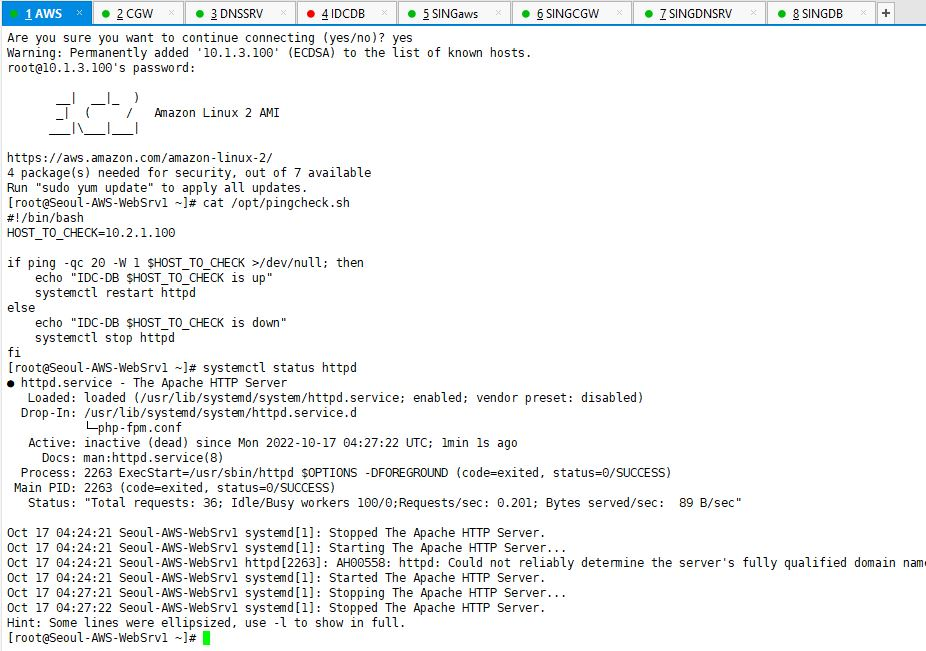 1 AWS × 2 CGW × 3 DNSSRV × 4 IDCDB × 5 SINGaws × 6 SINGCGW × 7 SINGDNSRV × 8 SINGDB × +
Are you sure you want to continue connecting (yes/no)? yes
Warning: Permanently added '10.1.3.100' (ECDSA) to the list of known hosts.
root@10.1.3.100's password:
       __|  __|_  )
       _|  (     /   Amazon Linux 2 AMI
      ___|\___|___|
https://aws.amazon.com/amazon-linux-2/
4 package(s) needed for security, out of 7 available
Run "sudo yum update" to apply all updates.
[root@Seoul-AWS-WebSrv1 ~]# cat /opt/pingcheck.sh
#!/bin/bash
HOST_TO_CHECK=10.2.1.100
if ping -qc 20 -W 1 $HOST_TO_CHECK >/dev/null; then
    echo "IDC-DB $HOST_TO_CHECK is up"
    systemctl restart httpd
else
    echo "IDC-DB $HOST_TO_CHECK is down"
    systemctl stop httpd
fi
[root@Seoul-AWS-WebSrv1 ~]# systemctl status httpd
● httpd.service - The Apache HTTP Server
   Loaded: loaded (/usr/lib/systemd/system/httpd.service; enabled; vendor preset: disabled)
  Drop-In: /usr/lib/systemd/system/httpd.service.d
           └─php-fpm.conf
   Active: inactive (dead) since Mon 2022-10-17 04:27:22 UTC; 1min 1s ago
     Docs: man:httpd.service(8)
  Process: 2263 ExecStart=/usr/sbin/httpd $OPTIONS -DFOREGROUND (code=exited, status=0/SUCCESS)
 Main PID: 2263 (code=exited, status=0/SUCCESS)
   Status: "Total requests: 36; Idle/Busy workers 100/0;Requests/sec: 0.201; Bytes served/sec:  89 B/sec"
Oct 17 04:24:21 Seoul-AWS-WebSrv1 systemd[1]: Stopped The Apache HTTP Server.
Oct 17 04:24:21 Seoul-AWS-WebSrv1 systemd[1]: Starting The Apache HTTP Server...
Oct 17 04:24:21 Seoul-AWS-WebSrv1 httpd[2263]: AH00558: httpd: Could not reliably determine the server's fully qualified domain name
Oct 17 04:24:21 Seoul-AWS-WebSrv1 systemd[1]: Started The Apache HTTP Server.
Oct 17 04:27:21 Seoul-AWS-WebSrv1 systemd[1]: Stopping The Apache HTTP Server...
Oct 17 04:27:22 Seoul-AWS-WebSrv1 systemd[1]: Stopped The Apache HTTP Server.
Hint: Some lines were ellipsized, use -l to show in full.
[root@Seoul-AWS-WebSrv1 ~]#